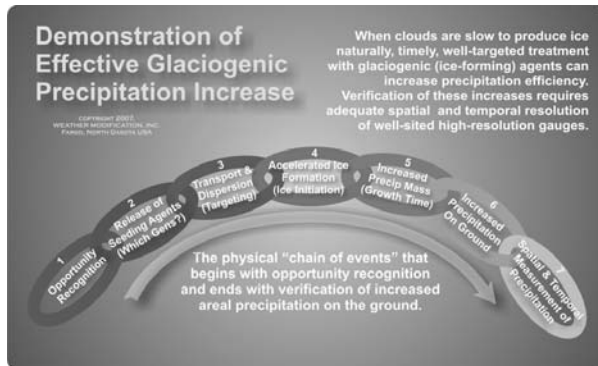 Demonstration of
Effective Glaciogenic
Precipitation Increase
COPYRIGHT 2007,
WEATHER MODIFICATION, INC.
FARGO, NORTH DAKOTA USA
When clouds are slow to produce ice
naturally, timely, well-targeted treatment
with glaciogenic (ice-forming) agents can
increase precipitation efficiency.
Verification of these increases requires
adequate spatial and temporal resolution
of well-sited high-resolution gauges.
1
Opportunity
Recognition
2
Release of
Seeding Agents
(Which Gens?)
3
Transport &
Dispersion
(Targeting)
4
Accelerated Ice
Formation
(Ice Initiation)
5
Increased
Precip Mass
(Growth Time)
6
Increased
Precipitation
On Ground
7
Spatial & Temporal
Measurement of
Precipitation
The physical “chain of events” that
begins with opportunity recognition
and ends with verification of increased
areal precipitation on the ground.